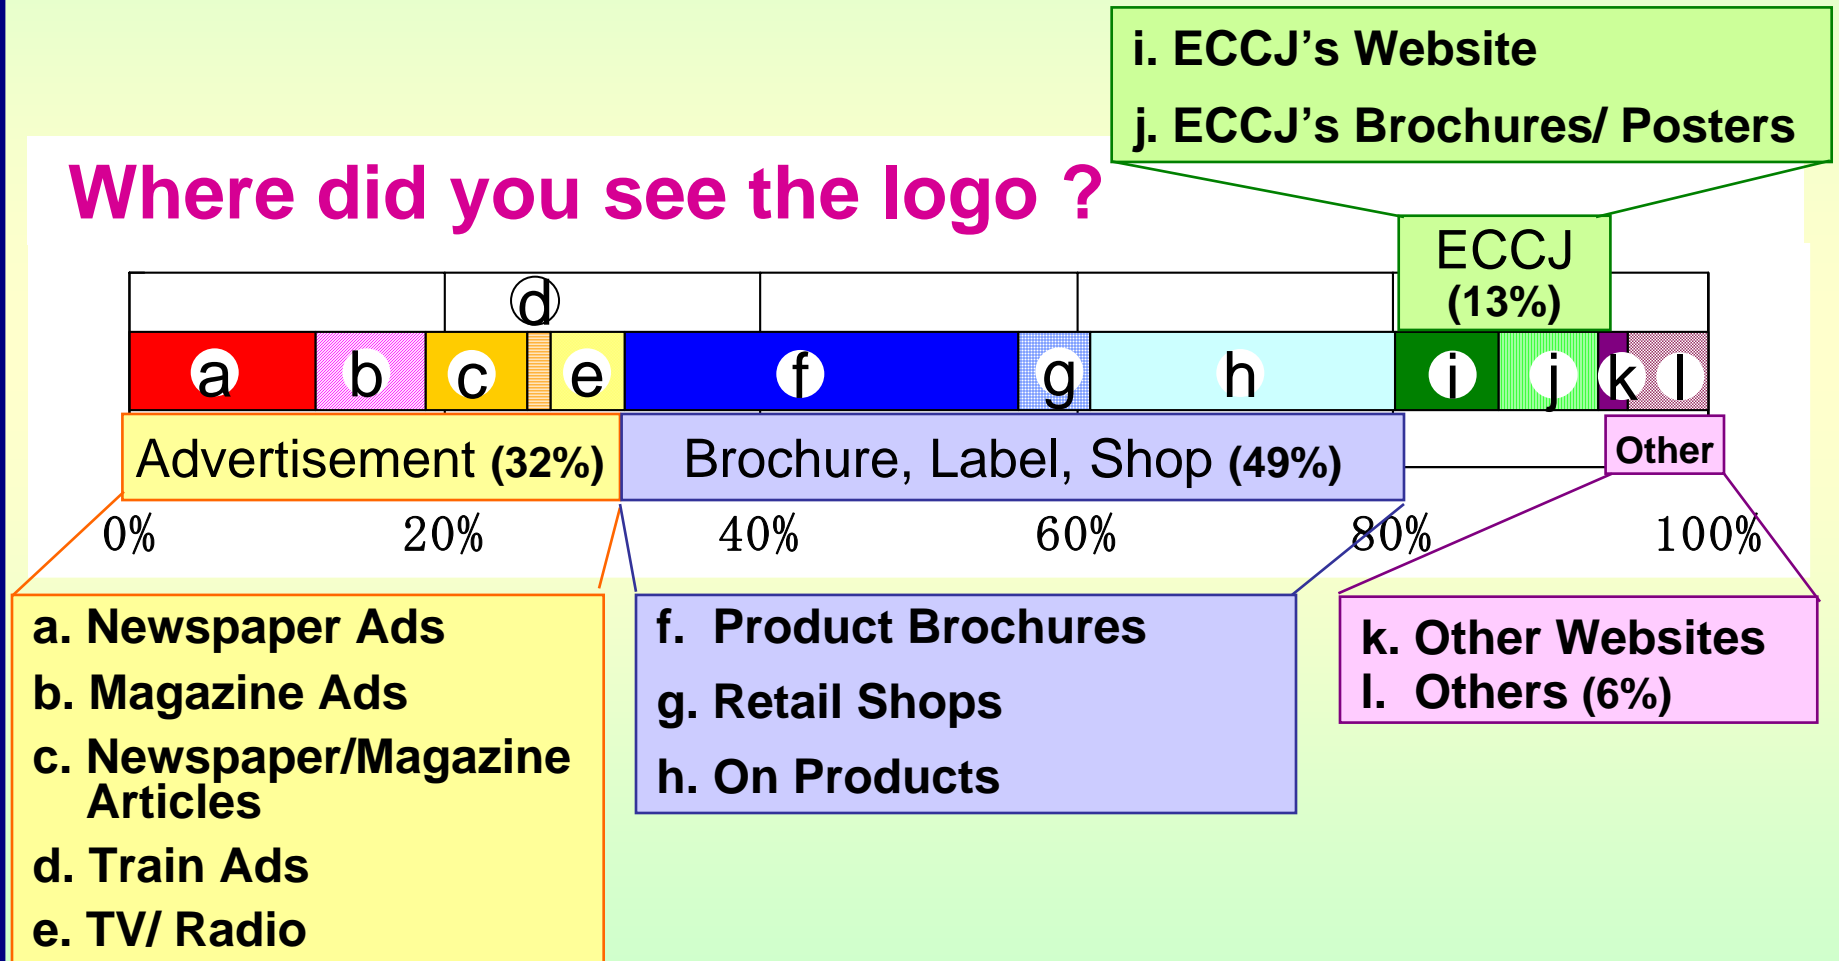 i. ECCJ's Website
j. ECCJ's Brochures/ Posters
Where did you see the logo ?
ECCJ
(13%)
d
a b c e f g h i j k l
Advertisement (32%) Brochure, Label, Shop (49%) Other
0% 20% 40% 60% 80% 100%
a. Newspaper Ads
b. Magazine Ads
c. Newspaper/Magazine
Articles
d. Train Ads
e. TV/ Radio
f. Product Brochures
g. Retail Shops
h. On Products
k. Other Websites
l. Others (6%)